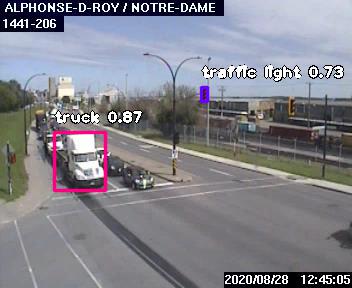 ALPHONSE-D-ROY / NOTRE-DAME
1441-206
traffic light 0.73
truck 0.87
2020/08/28 12:45:05